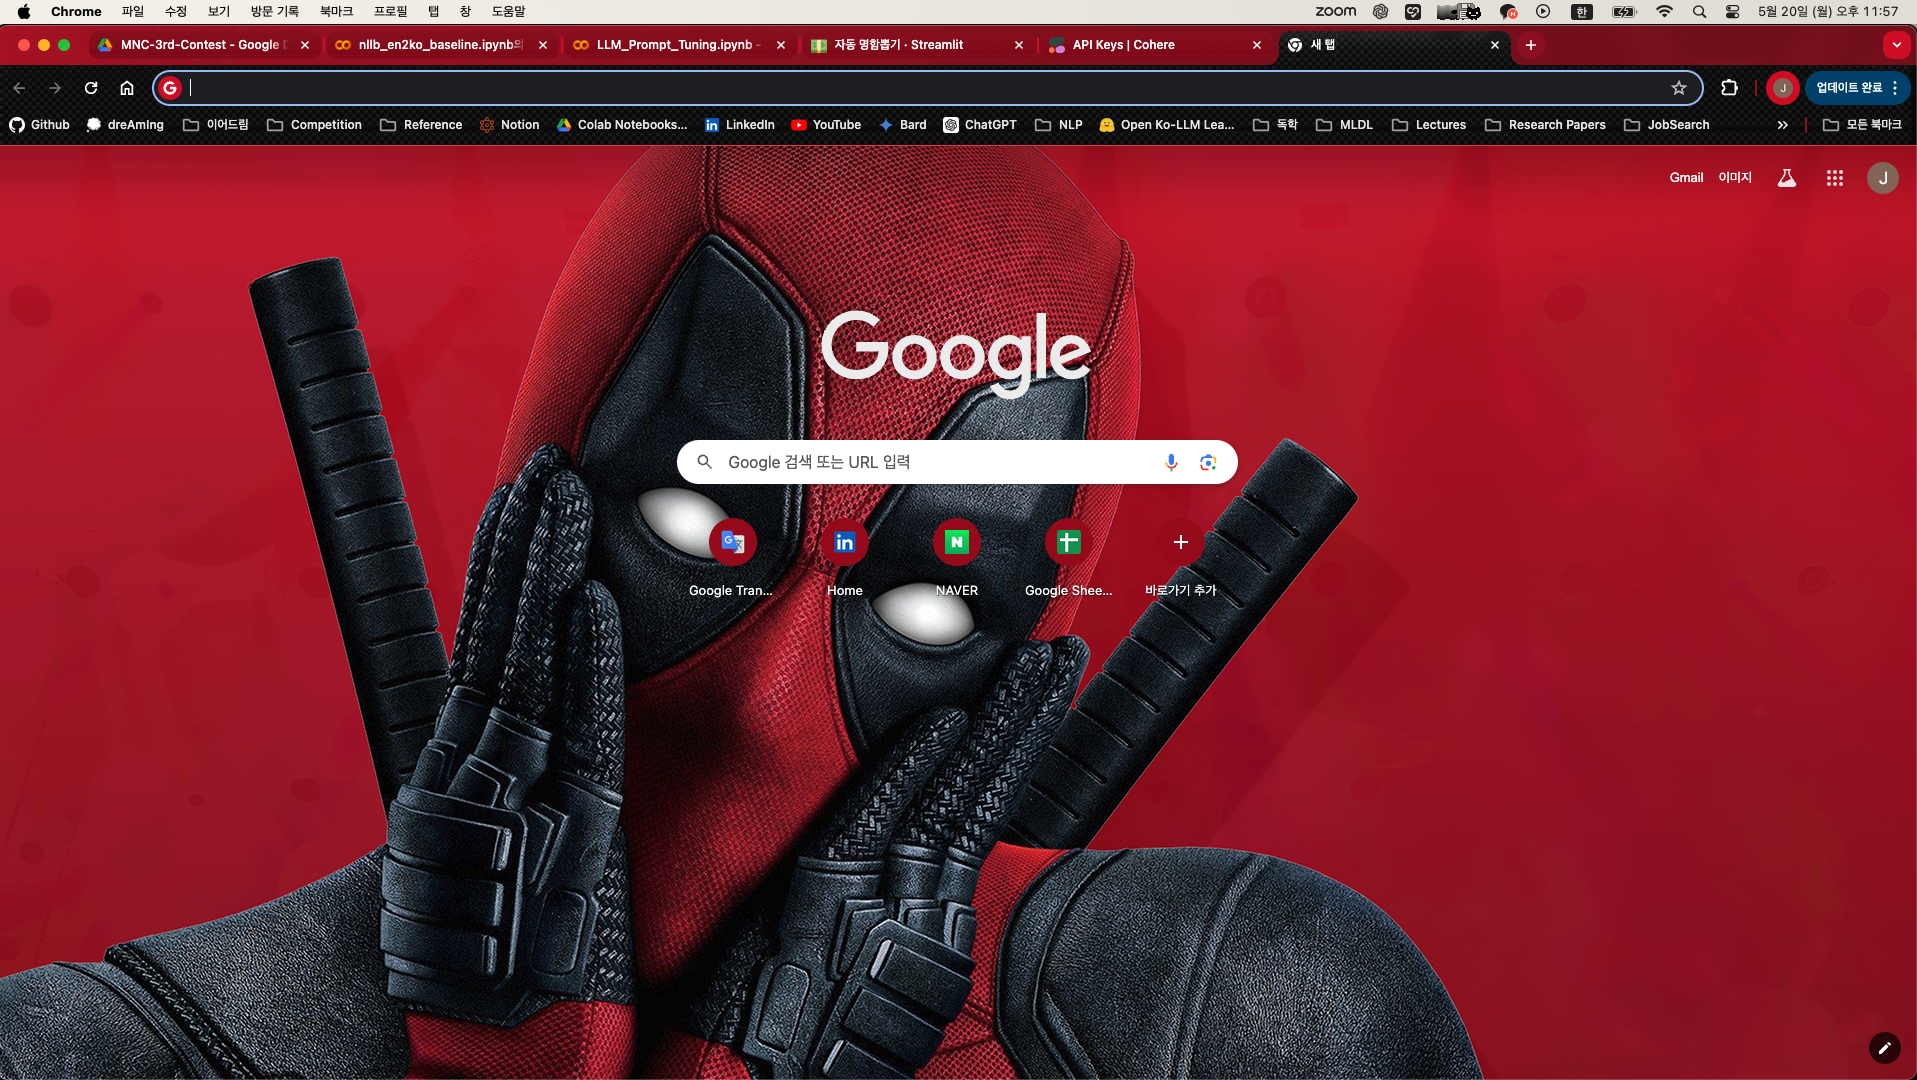 Chrome 파일 수정 보기 방문 기록 북마크 프로필 탭 창 도움말 zoom 한 5월 20일 (월) 오후 11:57
MNC-3rd-Contest - Google D nllb_en2ko_baseline.ipynb의 LLM_Prompt_Tuning.ipynb - 자동 명함뽑기 · Streamlit API Keys | Cohere 새 탭
J 업데이트 완료
Github dreAmIng 이어드림 Competition Reference Notion Colab Notebooks... LinkedIn YouTube Bard ChatGPT NLP Open Ko-LLM Lea... 독학 MLDL Lectures Research Papers JobSearch 모든 북마크
Gmail 이미지 J
Google
Google 검색 또는 URL 입력
Google Tran... Home NAVER Google Shee... 바로가기 추가